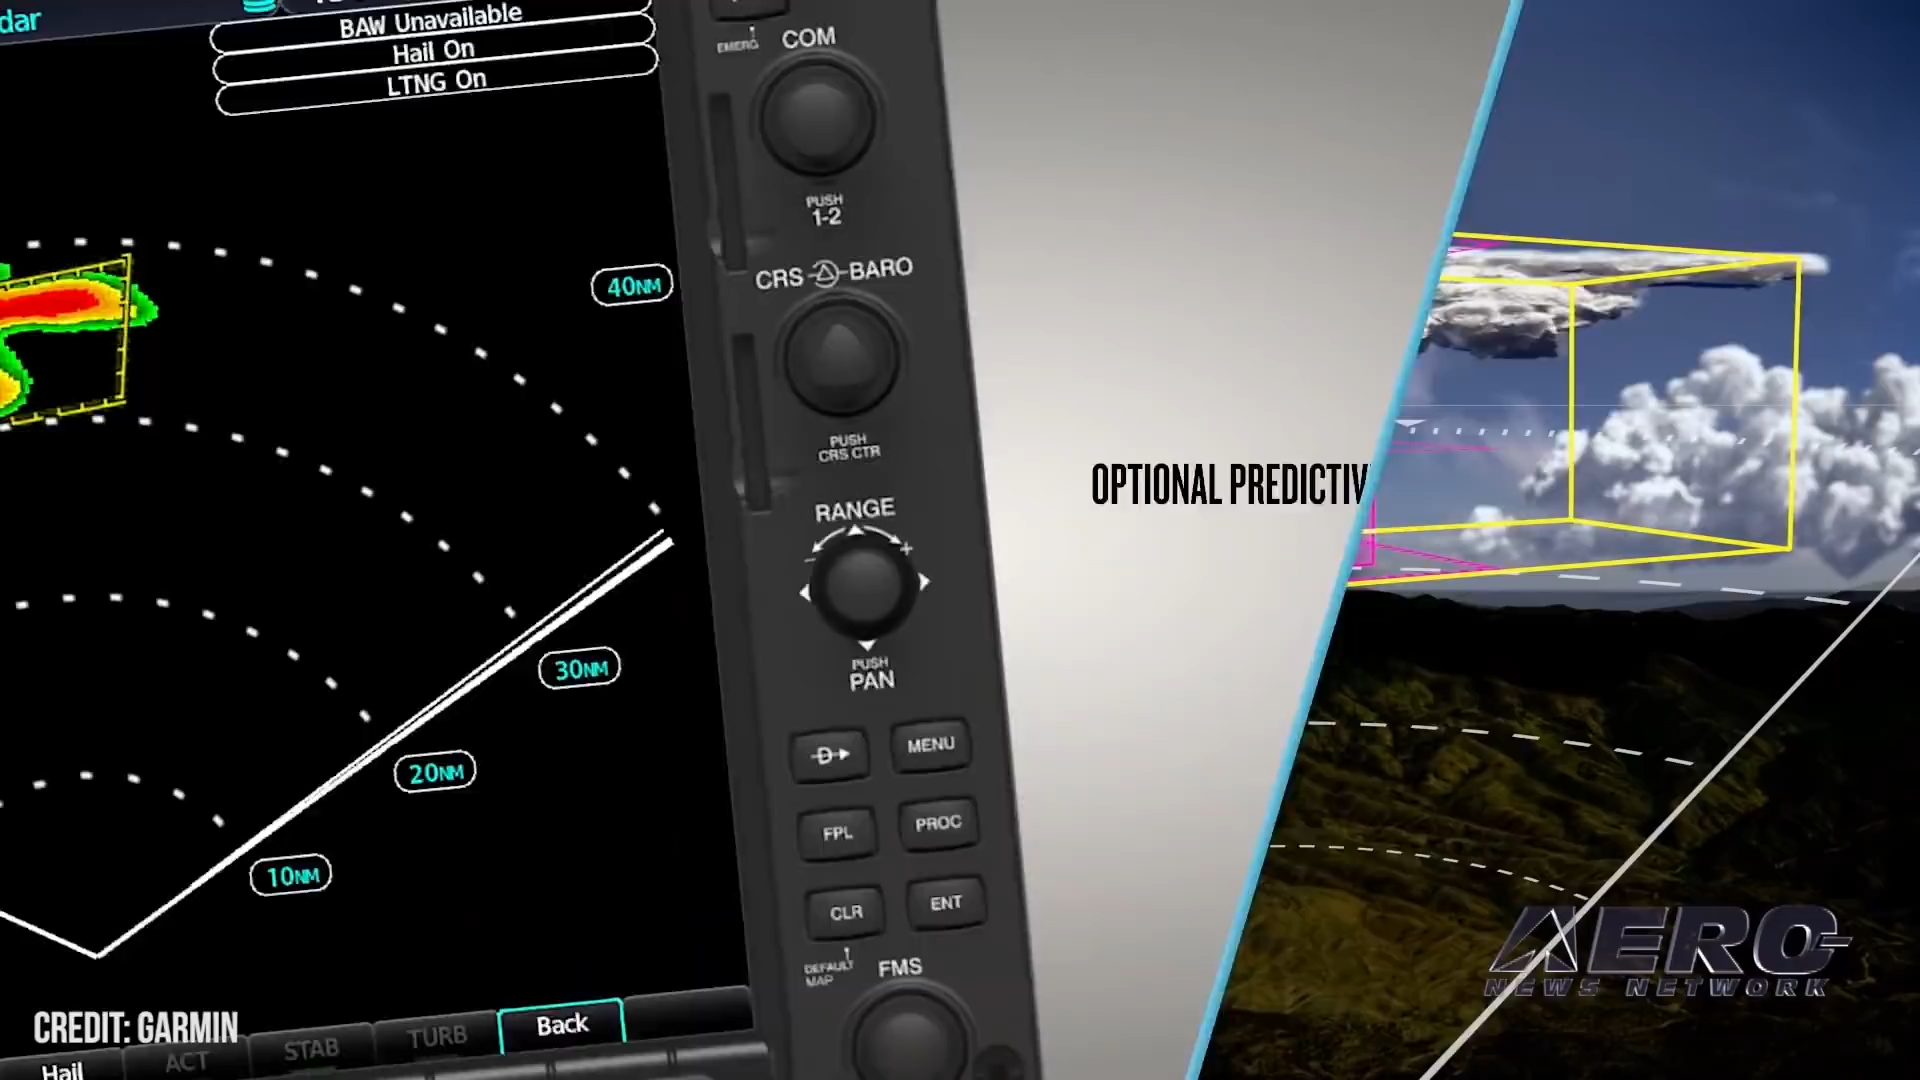 dar
BAW Unavailable
Hail On
LTNG On
40NM
30NM
20NM
10NM
Hail
ACT
STAB
TURB
Back
CREDIT: GARMIN
EMERG
COM
PUSH
1-2
CRS BARO
PUSH
CRS CTR
RANGE
- +
PUSH
PAN
D
MENU
FPL
PROC
CLR
ENT
DEFAULT
MAP
FMS
OPTIONAL PREDICTIV
AERO
NEWS NETWORK